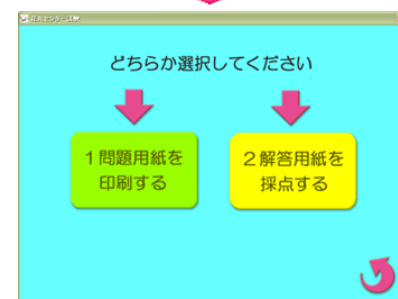 どちらか選択してください
1問題用紙を
印刷する
2解答用紙を
採点する